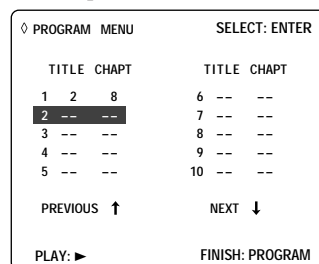 ◊ PROGRAM MENU SELECT: ENTER
TITLE CHAPT TITLE CHAPT
1 2 8 6 -- --
2 -- -- 7 -- --
3 -- -- 8 -- --
4 -- -- 9 -- --
5 -- -- 10 -- --
PREVIOUS ↑ NEXT ↓
PLAY: ► FINISH: PROGRAM